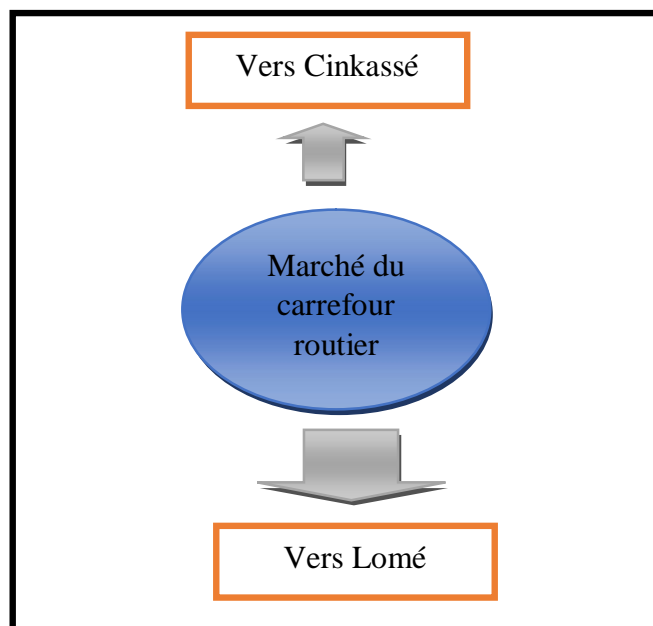 Vers Cinkassé
Marché du
carrefour
routier
Vers Lomé